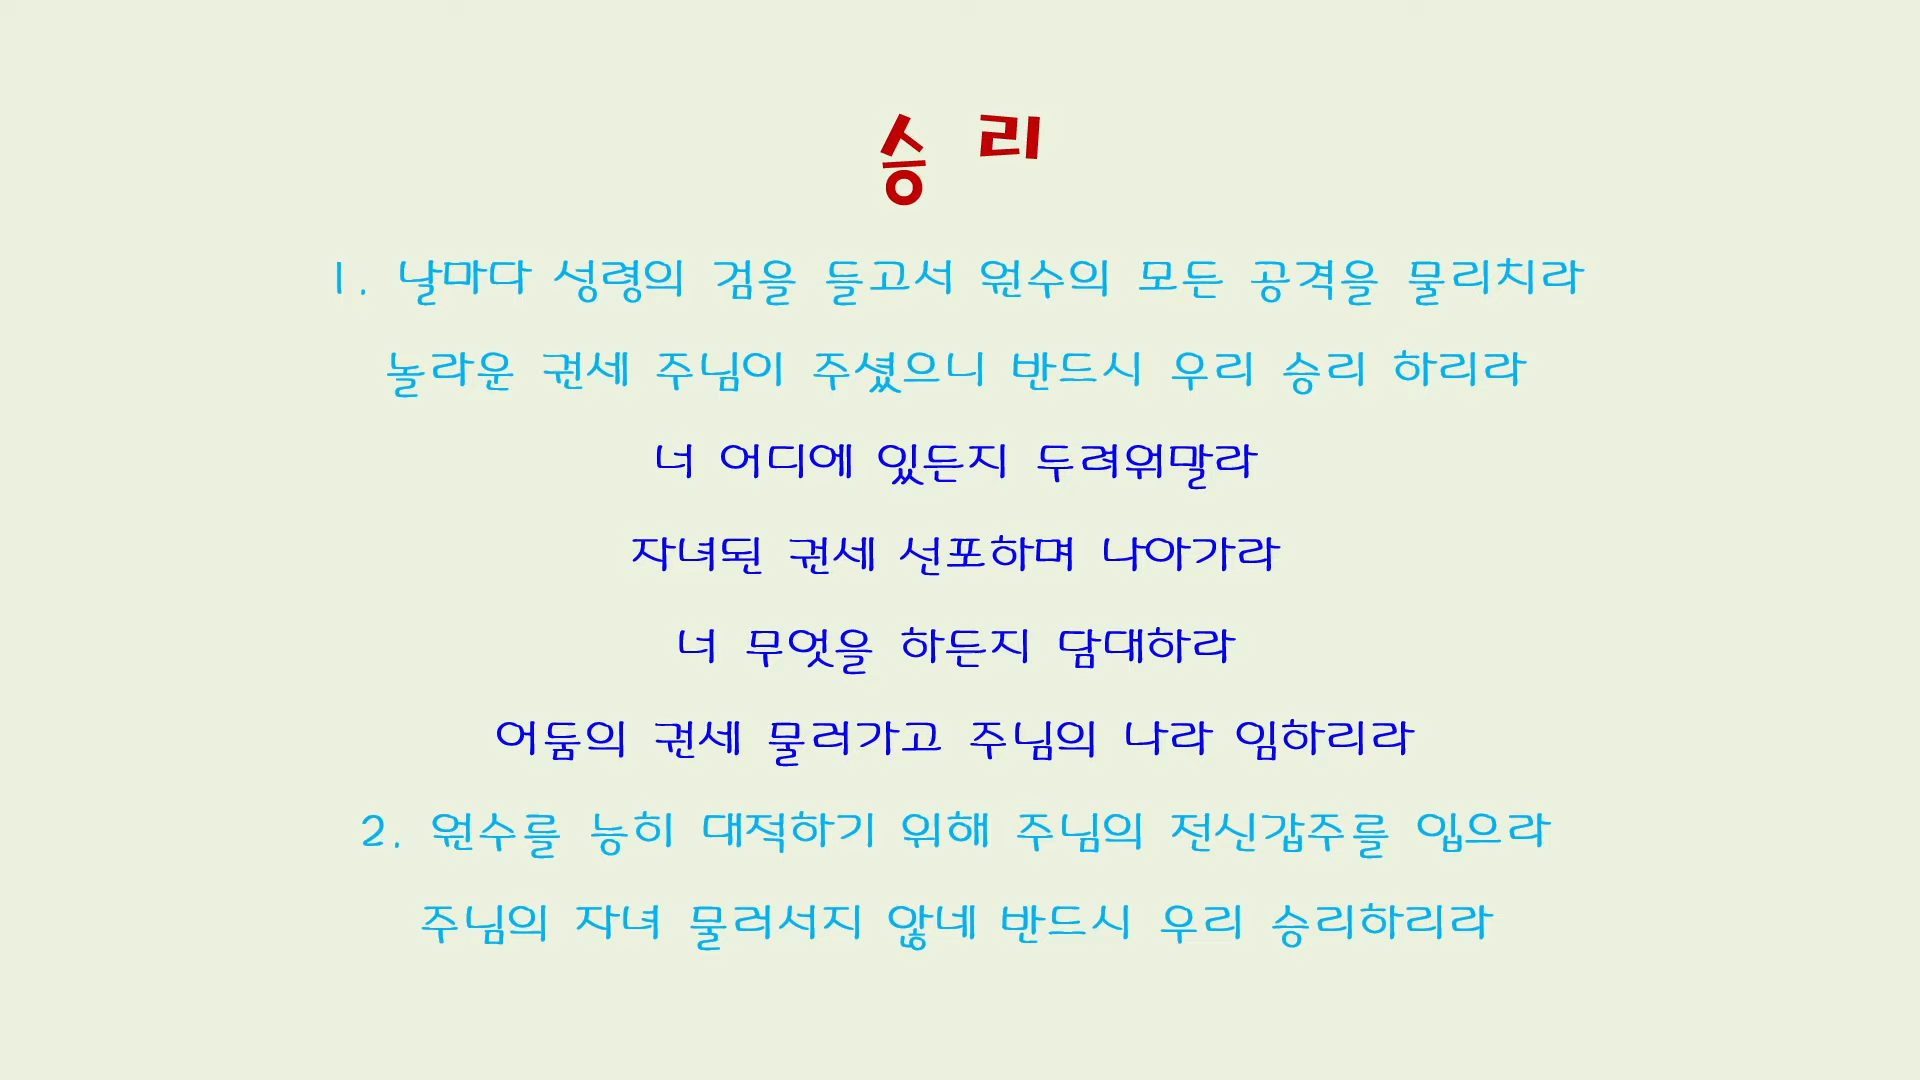 승 리
1. 날마다 성령의 검을 들고서 원수의 모든 공격을 물리치라
놀라운 권세 주님이 주셨으니 반드시 우리 승리 하리라
너 어디에 있든지 두려워말라
자녀된 권세 선포하며 나아가라
너 무엇을 하든지 담대하라
어둠의 권세 물러가고 주님의 나라 임하리라
2. 원수를 능히 대적하기 위해 주님의 전신갑주를 입으라
주님의 자녀 물러서지 않네 반드시 우리 승리하리라